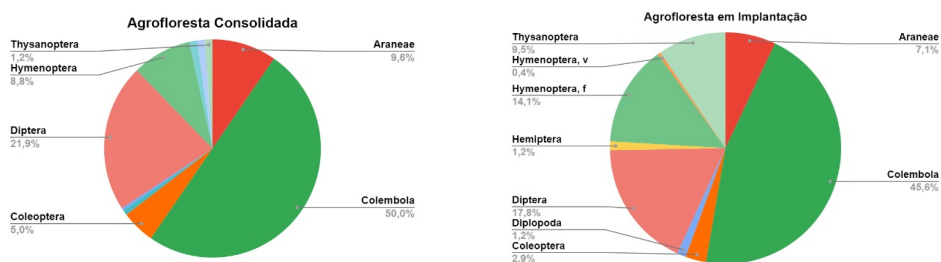 Agrofloresta Consolidada
Thysanoptera
1,2%
Hymenoptera
8,8%
Diptera
21,9%
Coleoptera
5,0%
Araneae
9,6%
Colembola
50,0%
Agrofloresta em Implantação
Thysanoptera
9,5%
Hymenoptera, v
0,4%
Hymenoptera, f
14,1%
Hemiptera
1,2%
Diptera
17,8%
Diplopoda
1,2%
Coleoptera
2,9%
Araneae
7,1%
Colembola
45,6%